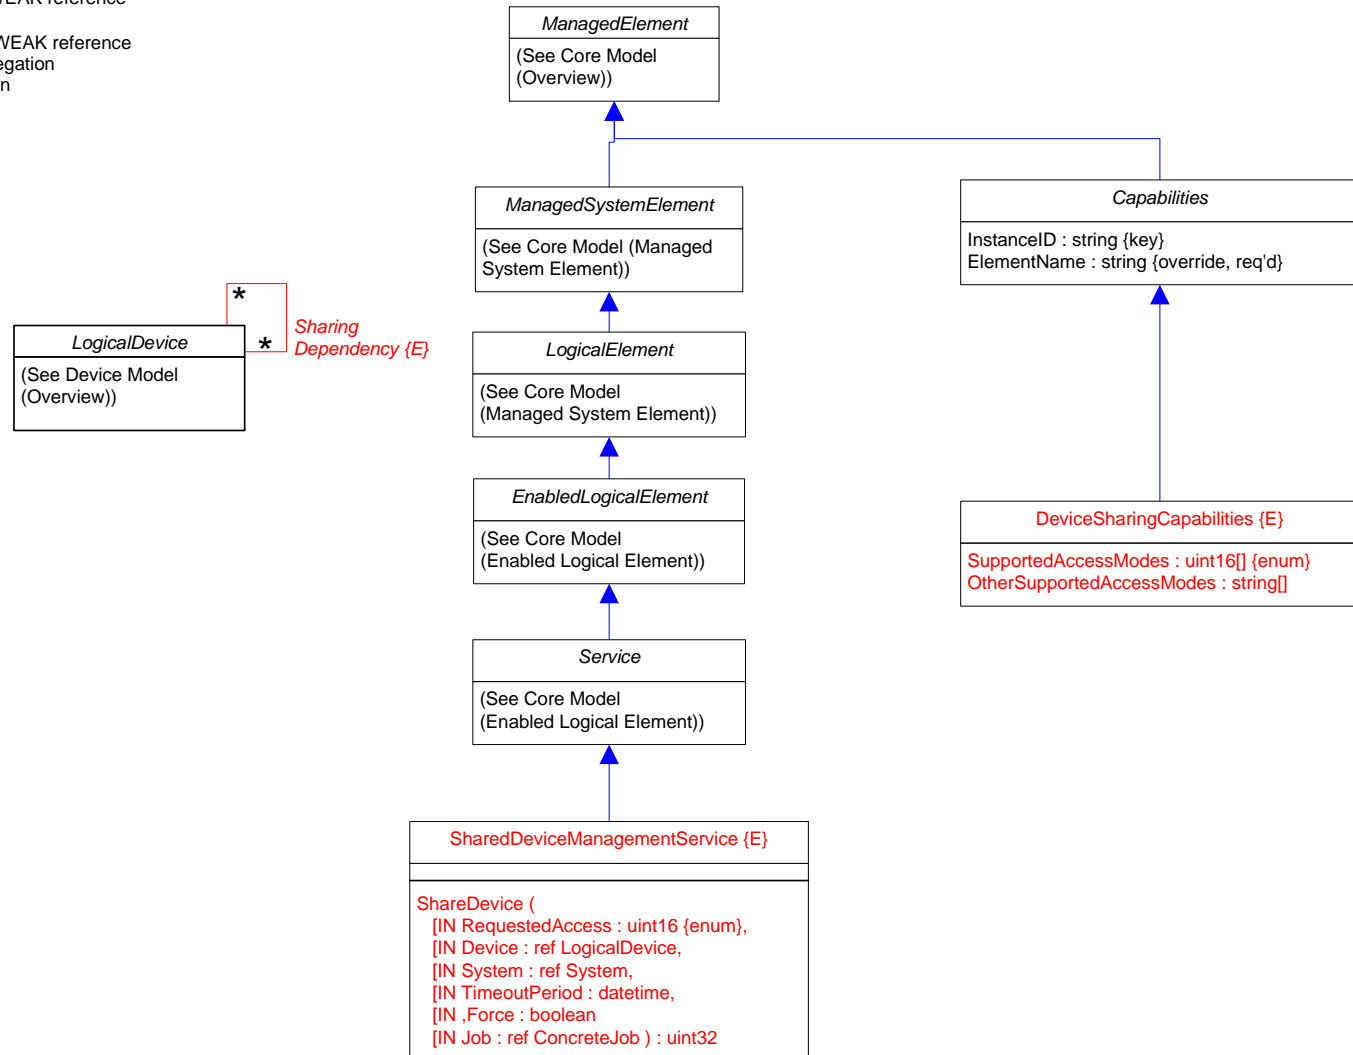 WEAK reference
WEAK reference
ManagedElement
(See Core Model
(Overview))
ManagedSystemElement
(See Core Model (Managed
System Element))
Capabilities
InstanceID : string {key}
ElementName : string {override, req'd}
*
*
Sharing
Dependency {E}
LogicalDevice
(See Device Model
(Overview))
LogicalElement
(See Core Model
(Managed System Element))
EnabledLogicalElement
(See Core Model
(Enabled Logical Element))
DeviceSharingCapabilities {E}
SupportedAccessModes : uint16[] {enum}
OtherSupportedAccessModes : string[]
Service
(See Core Model
(Enabled Logical Element))
SharedDeviceManagementService {E}
ShareDevice (
[IN RequestedAccess : uint16 {enum},
[IN Device : ref LogicalDevice,
[IN System : ref System,
[IN TimeoutPeriod : datetime,
[IN ,Force : boolean
[IN Job : ref ConcreteJob ) : uint32